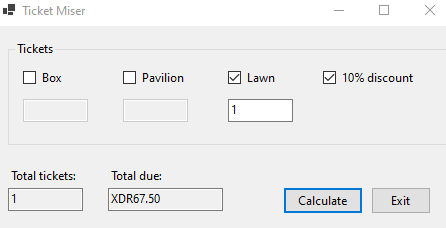 Ticket Miser
Tickets
Box Pavilion Lawn 10% discount
1
Total tickets: Total due:
1 XDR67.50 Calculate Exit